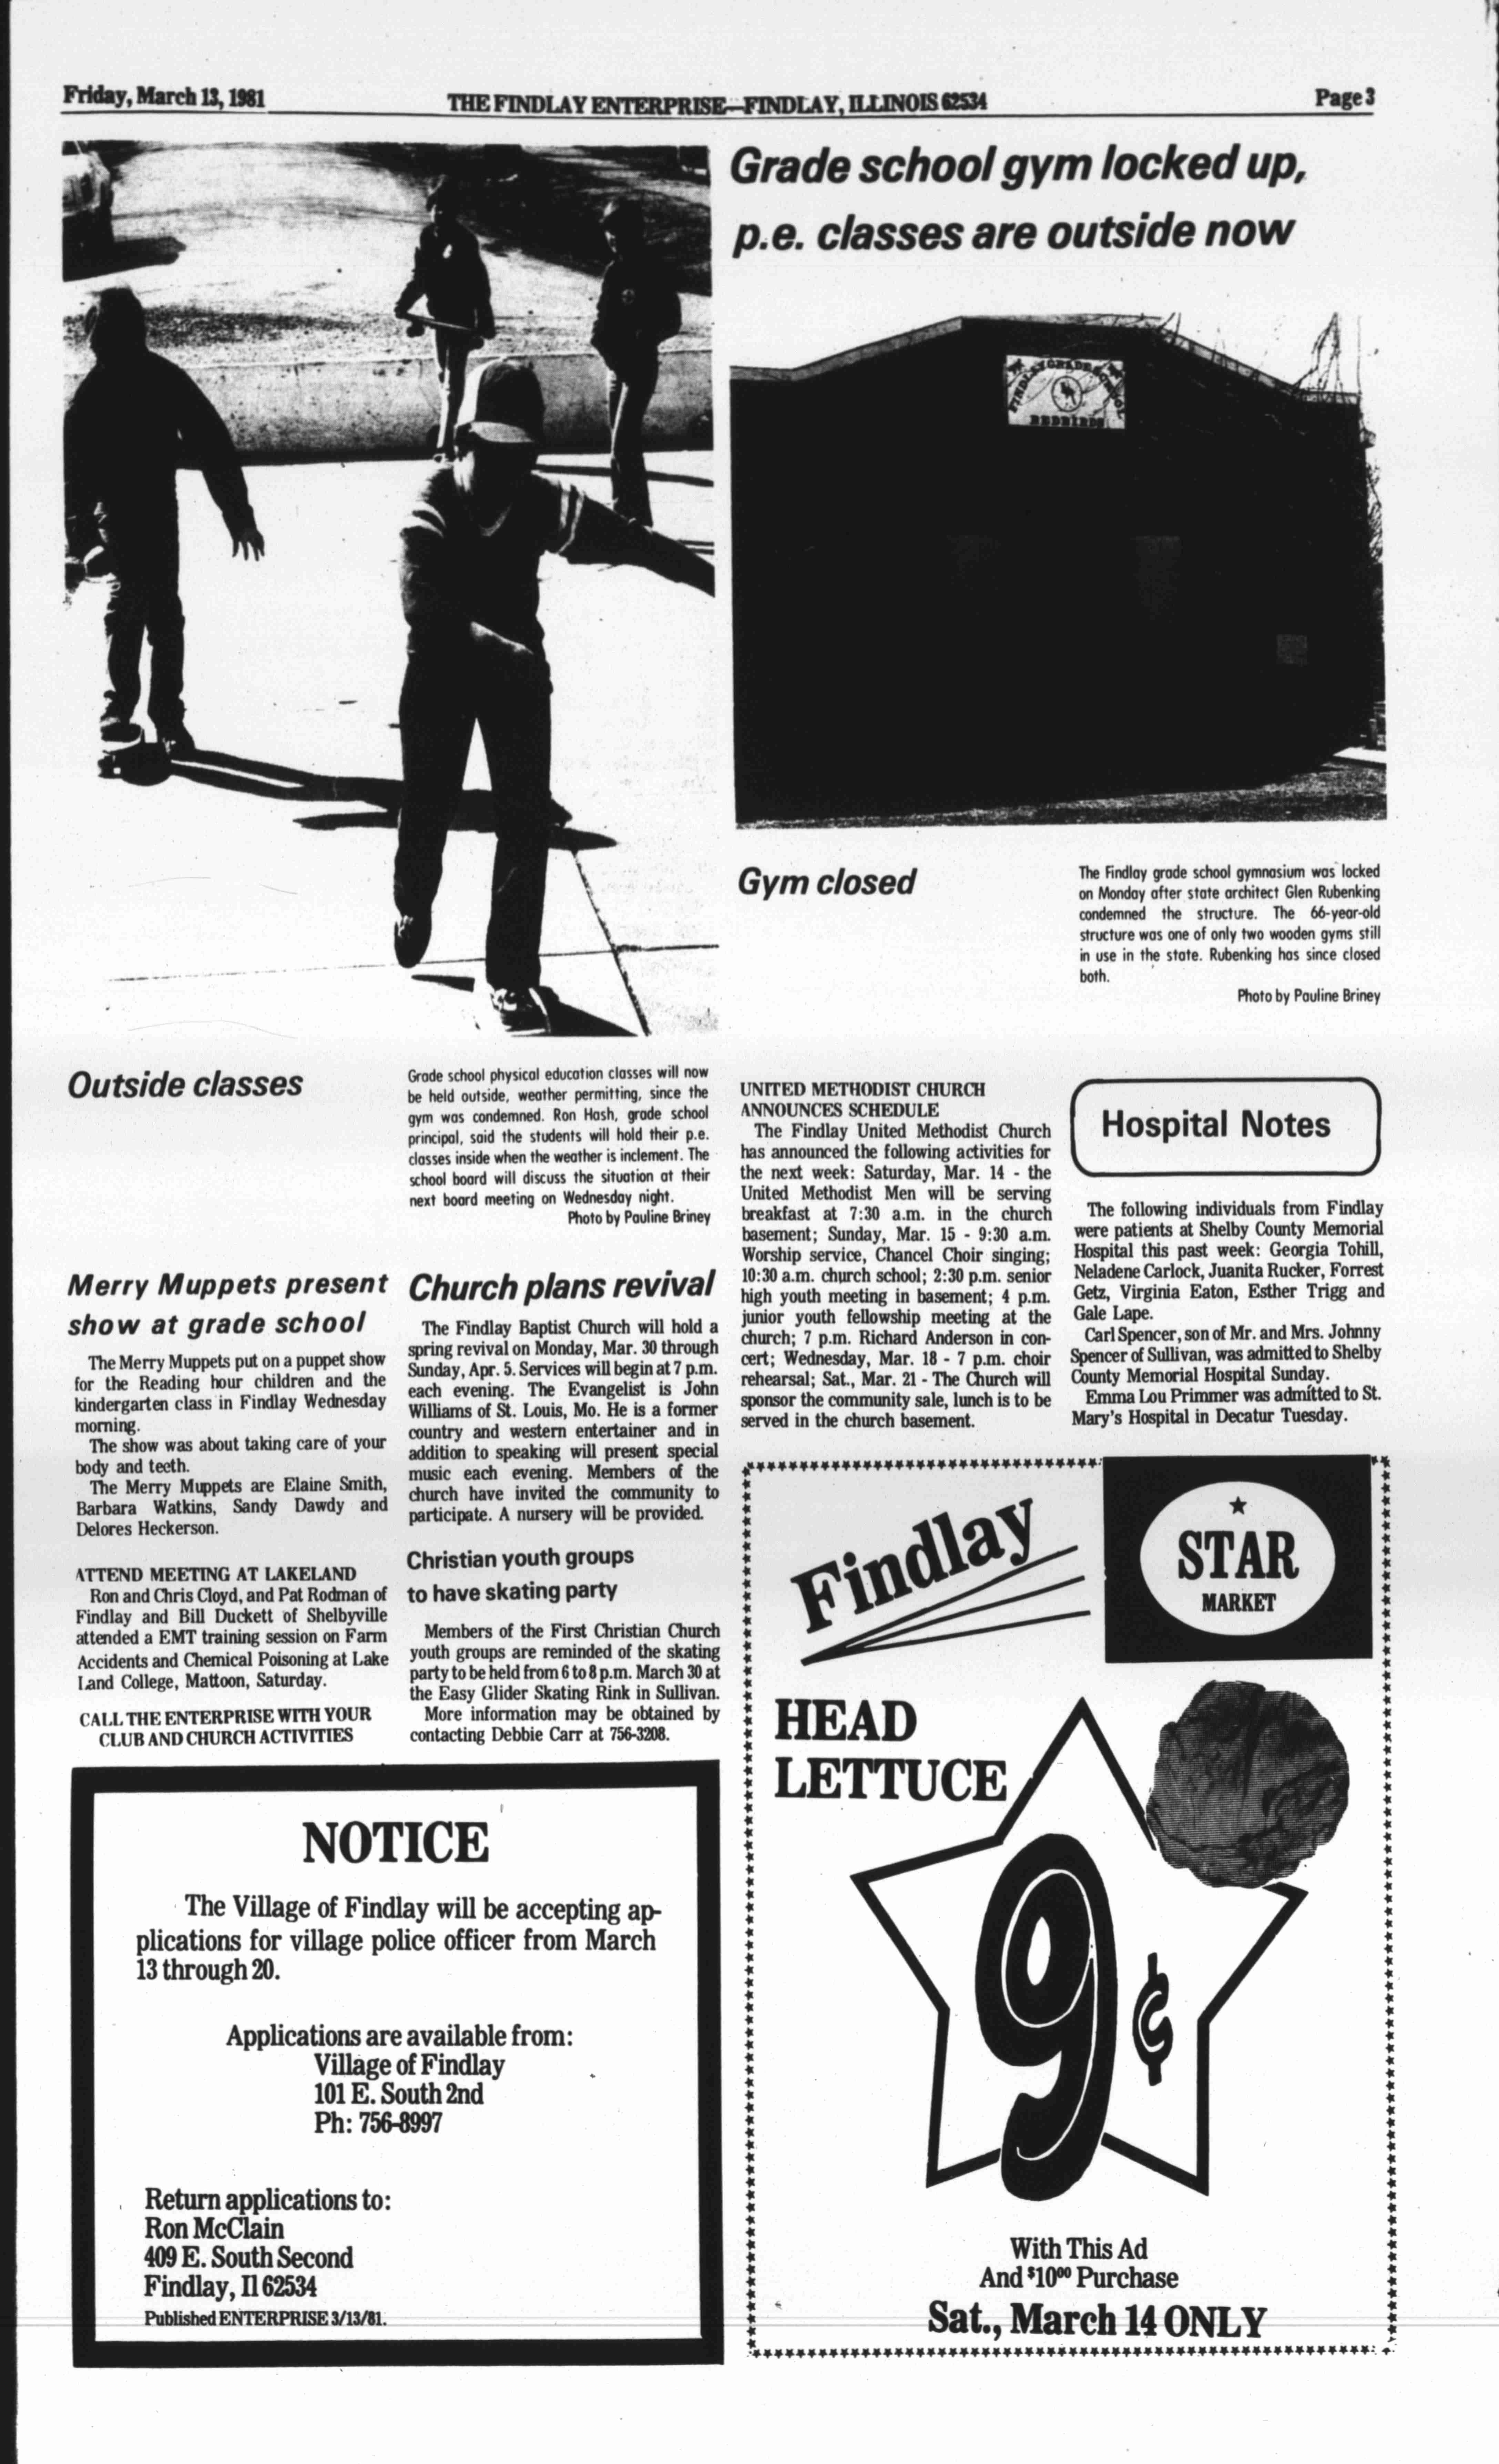 Friday, March 13, 1981
THE FINDLAY ENTERPRISE—FINDLAY, ILLINOIS 62534
Page 3
Grade school gym locked up,
p.e. classes are outside now
FINDLAY GRADE SCHOOL
REDBIRDS
Gym closed
The Findlay grade school gymnasium was locked
on Monday after state architect Glen Rubenking
condemned the structure. The 66-year-old
structure was one of only two wooden gyms still
in use in the state. Rubenking has since closed
both.
Photo by Pauline Briney
Outside classes
Grade school physical education classes will now
be held outside, weather permitting, since the
gym was condemned. Ron Hash, grade school
principal, said the students will hold their p.e.
classes inside when the weather is inclement. The
school board will discuss the situation at their
next board meeting on Wednesday night.
Photo by Pauline Briney
Merry Muppets present
show at grade school
The Merry Muppets put on a puppet show
for the Reading hour children and the
kindergarten class in Findlay Wednesday
morning.
The show was about taking care of your
body and teeth.
The Merry Muppets are Elaine Smith,
Barbara Watkins, Sandy Dawdy and
Delores Heckerson.
ATTEND MEETING AT LAKELAND
Ron and Chris Cloyd, and Pat Rodman of
Findlay and Bill Duckett of Shelbyville
attended a EMT training session on Farm
Accidents and Chemical Poisoning at Lake
Land College, Mattoon, Saturday.
CALL THE ENTERPRISE WITH YOUR
CLUB AND CHURCH ACTIVITIES
Church plans revival
The Findlay Baptist Church will hold a
spring revival on Monday, Mar. 30 through
Sunday, Apr. 5. Services will begin at 7 p.m.
each evening. The Evangelist is John
Williams of St. Louis, Mo. He is a former
country and western entertainer and in
addition to speaking will present special
music each evening. Members of the
church have invited the community to
participate. A nursery will be provided.
Christian youth groups
to have skating party
Members of the First Christian Church
youth groups are reminded of the skating
party to be held from 6 to 8 p.m. March 30 at
the Easy Glider Skating Rink in Sullivan.
More information may be obtained by
contacting Debbie Carr at 756-3208.
UNITED METHODIST CHURCH
ANNOUNCES SCHEDULE
The Findlay United Methodist Church
has announced the following activities for
the next week: Saturday, Mar. 14 - the
United Methodist Men will be serving
breakfast at 7:30 a.m. in the church
basement; Sunday, Mar. 15 - 9:30 a.m.
Worship service, Chancel Choir singing;
10:30 a.m. church school; 2:30 p.m. senior
high youth meeting in basement; 4 p.m.
junior youth fellowship meeting at the
church; 7 p.m. Richard Anderson in con-
cert; Wednesday, Mar. 18 - 7 p.m. choir
rehearsal; Sat., Mar. 21 - The Church will
sponsor the community sale, lunch is to be
served in the church basement.
Hospital Notes
The following individuals from Findlay
were patients at Shelby County Memorial
Hospital this past week: Georgia Tohill,
Neladene Carlock, Juanita Rucker, Forrest
Getz, Virginia Eaton, Esther Trigg and
Gale Lape.
Carl Spencer, son of Mr. and Mrs. Johnny
Spencer of Sullivan, was admitted to Shelby
County Memorial Hospital Sunday.
Emma Lou Primmer was admitted to St.
Mary's Hospital in Decatur Tuesday.
NOTICE
The Village of Findlay will be accepting ap-
plications for village police officer from March
13 through 20.
Applications are available from:
Village of Findlay
101 E. South 2nd
Ph: 756-8997
Return applications to:
Ron McClain
409 E. South Second
Findlay, Il 62534
Published ENTERPRISE 3/13/81.
Findlay
STAR
MARKET
HEAD
LETTUCE
9¢
With This Ad
And $10⁰⁰ Purchase
Sat., March 14 ONLY